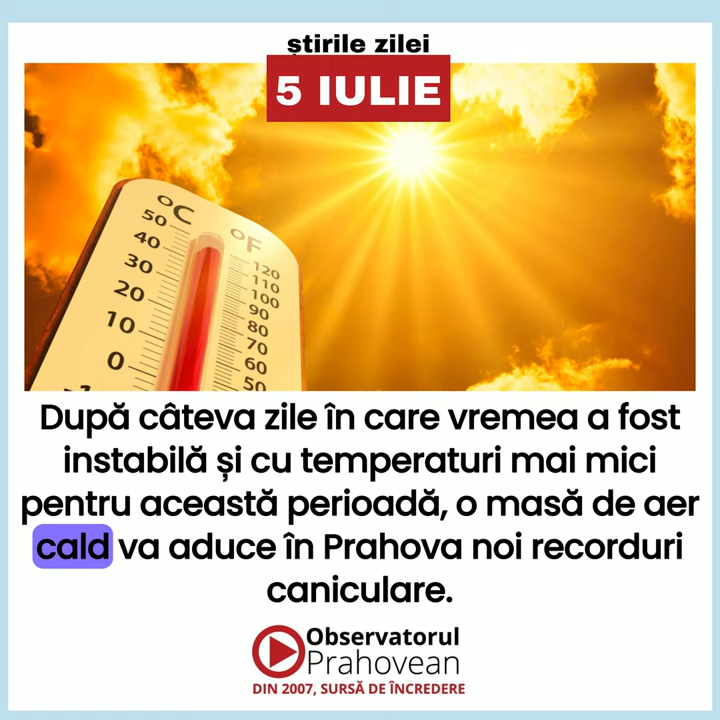 știrile zilei
5 IULIE
°C
°F
50
40
30
20
10
0
120
110
100
90
80
70
60
50
După câteva zile în care vremea a fost
instabilă și cu temperaturi mai mici
pentru această perioadă, o masă de aer
cald va aduce în Prahova noi recorduri
caniculare.
Observatorul
Prahovean
DIN 2007, SURSĂ DE ÎNCREDERE